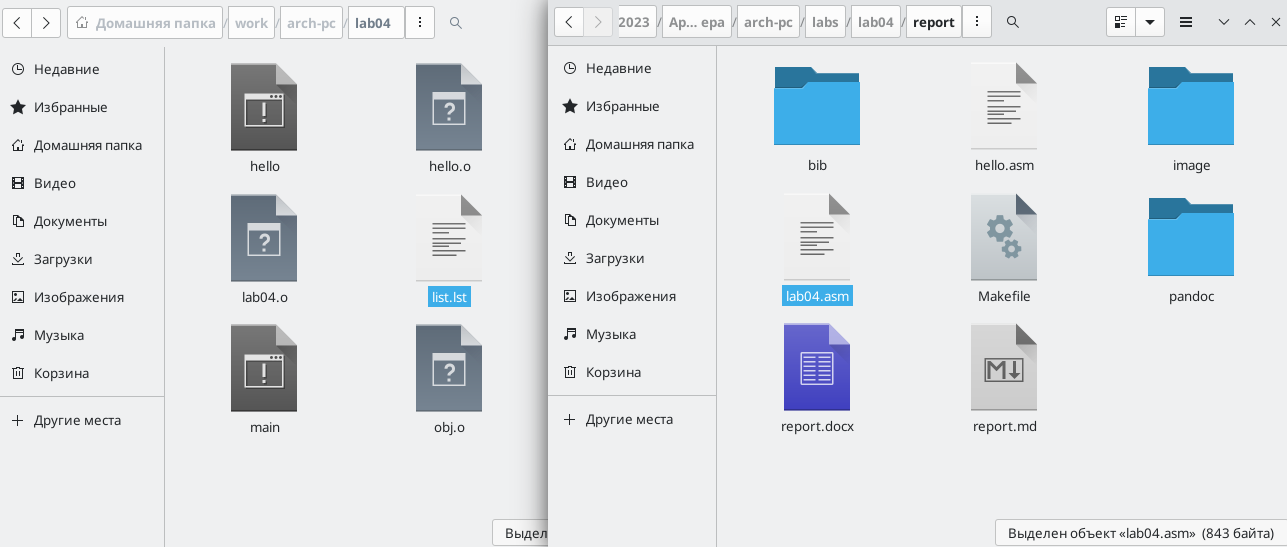 Домашняя папка / work / arch-pc / lab04
Недавние
Избранные
Домашняя папка
Видео
Документы
Загрузки
Изображения
Музыка
Корзина
Другие места
hello
hello.o
lab04.o
list.lst
main
obj.o
Выдел
2023 / Ар… ера / arch-pc / labs / lab04 / report
Недавние
Избранные
Домашняя папка
Видео
Документы
Загрузки
Изображения
Музыка
Корзина
Другие места
bib
hello.asm
image
lab04.asm
Makefile
pandoc
report.docx
report.md
Выделен объект «lab04.asm» (843 байта)